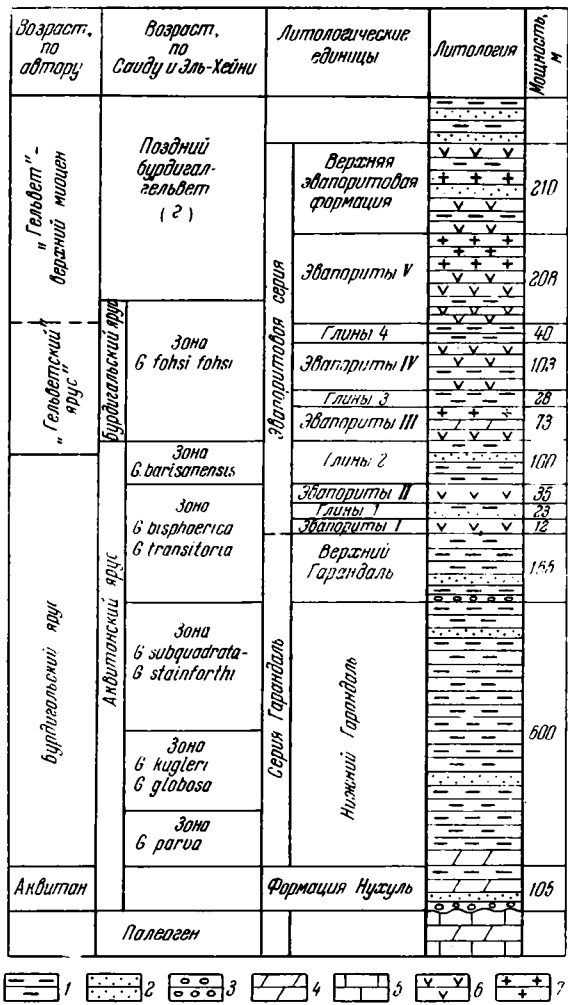 Возраст, по автору
Возраст, по Саиду и Эль-Хейни
Литологические единицы
Литология
Мощность, м
"Гельвет" - верхний миоцен
"Гельветский ярус"
Бурдигальский ярус
Аквитан
Поздний бурдигал-гельвет
(2)
Бурдигальский ярус
Зона
G fohsi fohsi
Аквитанский ярус
Зона
G. barisanensis
Зона
G bisphaerica
G transitoria
Зона
G subquadrata-
G stainforthi
Зона
G kugleri
G globosa
Зона
G parva
Палеоген
Эвапоритовая серия
Верхняя эвапоритовая формация
Эвапориты V
Глины 4
Эвапориты IV
Глины 3
Эвапориты III
Глины 2
Эвапориты II
Глины 1
Эвапориты I
Серия Гарандаль
Верхний Гарандаль
Нижний Гарандаль
Формация Нухуль
210
208
40
28
73
35
23
12
600
105
1 2 3 4 5 6 7